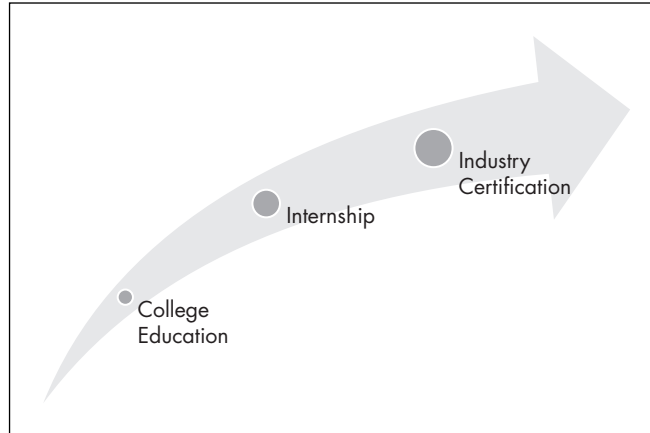 Industry
Certification
Internship
College
Education